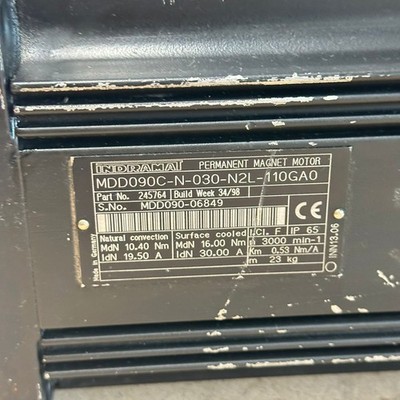 INDRAMAT PERMANENT MAGNET MOTOR
MDD090C-N-030-N2L-110GA0
Part No. 245764 Build Week 34/98
S.No. MDD090-06849
CE
Natural convection Surface cooled I.Cl. F IP 65
MdN 10.40 Nm MdN 16.00 Nm n 3000 min-1
IdN 19.50 A IdN 30.00 A Km 0.53 Nm/A
m 23 kg
Made in Germany
INN13.06